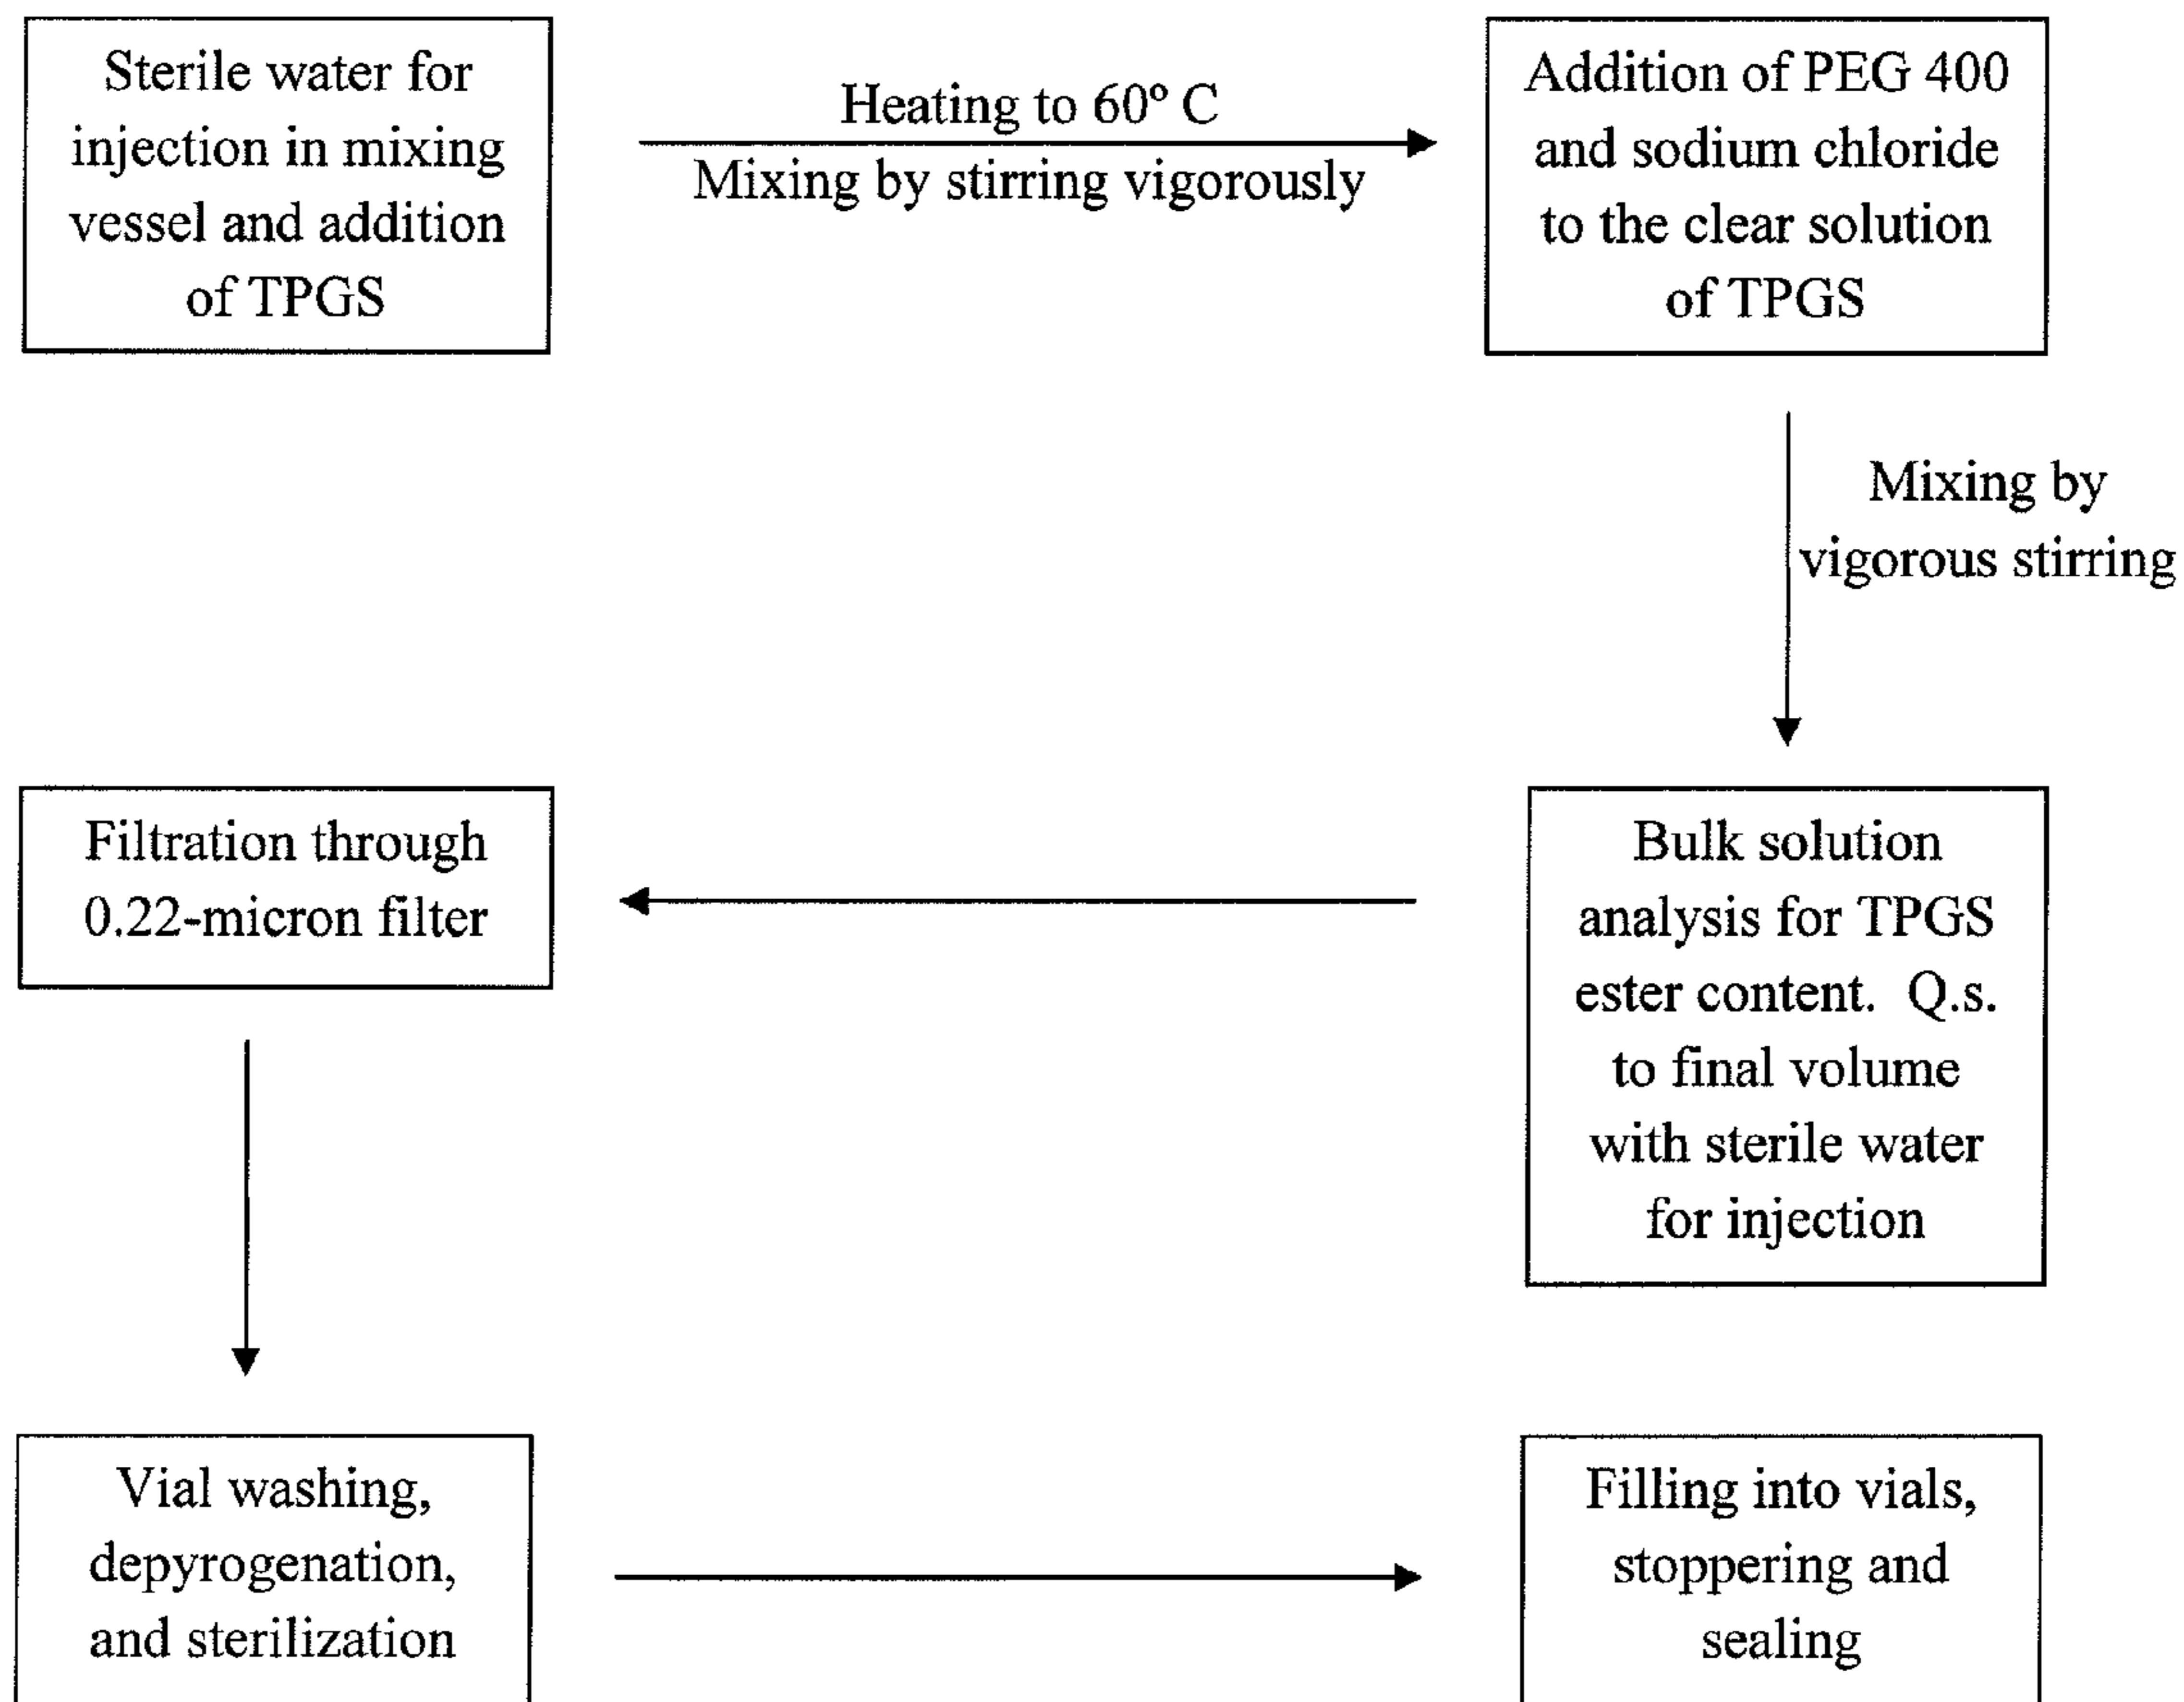 Sterile water for
injection in mixing
vessel and addition
of TPGS
Heating to 60º C
Mixing by stirring vigorously
Addition of PEG 400
and sodium chloride
to the clear solution
of TPGS
Mixing by
vigorous stirring
Bulk solution
analysis for TPGS
ester content.  Q.s.
to final volume
with sterile water
for injection
Filtration through
0.22-micron filter
Vial washing,
depyrogenation,
and sterilization
Filling into vials,
stoppering and
sealing